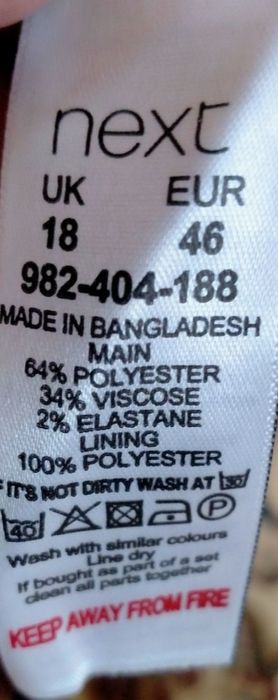 next
UK EUR
18 46
982-404-188
MADE IN BANGLADESH
MAIN
64% POLYESTER
34% VISCOSE
2% ELASTANE
LINING
100% POLYESTER
IT'S NOT DIRTY WASH AT 30
40 P
Wash with similar colours
Line dry
If bought as part of a set
clean all parts together
KEEP AWAY FROM FIRE